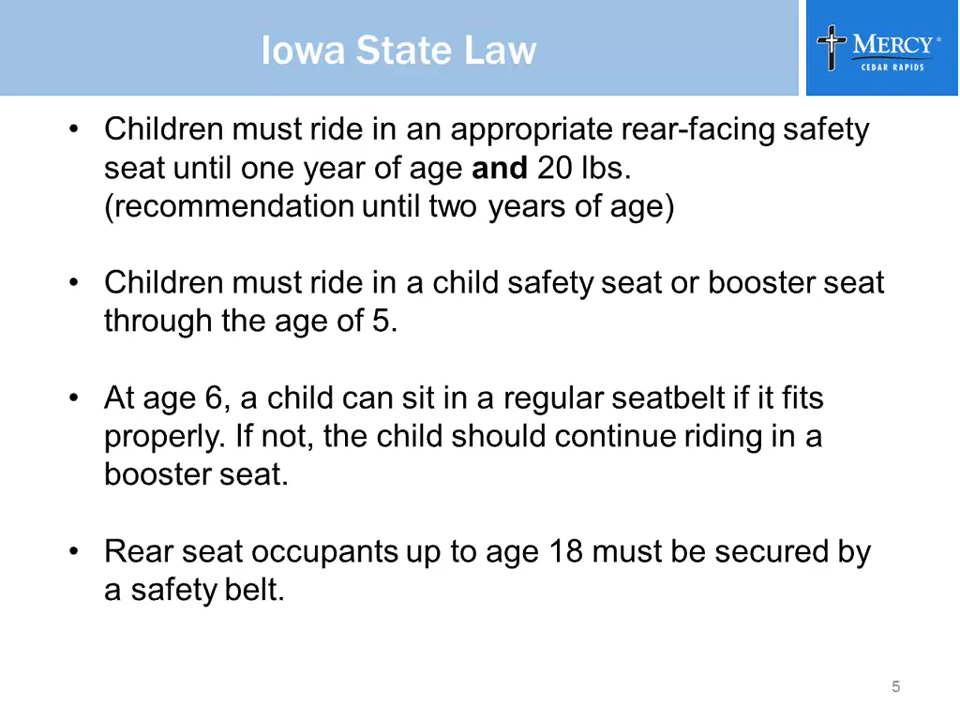 Iowa State Law
MERCY®
CEDAR RAPIDS
• Children must ride in an appropriate rear-facing safety
seat until one year of age and 20 lbs.
(recommendation until two years of age)
• Children must ride in a child safety seat or booster seat
through the age of 5.
• At age 6, a child can sit in a regular seatbelt if it fits
properly. If not, the child should continue riding in a
booster seat.
• Rear seat occupants up to age 18 must be secured by
a safety belt.
5